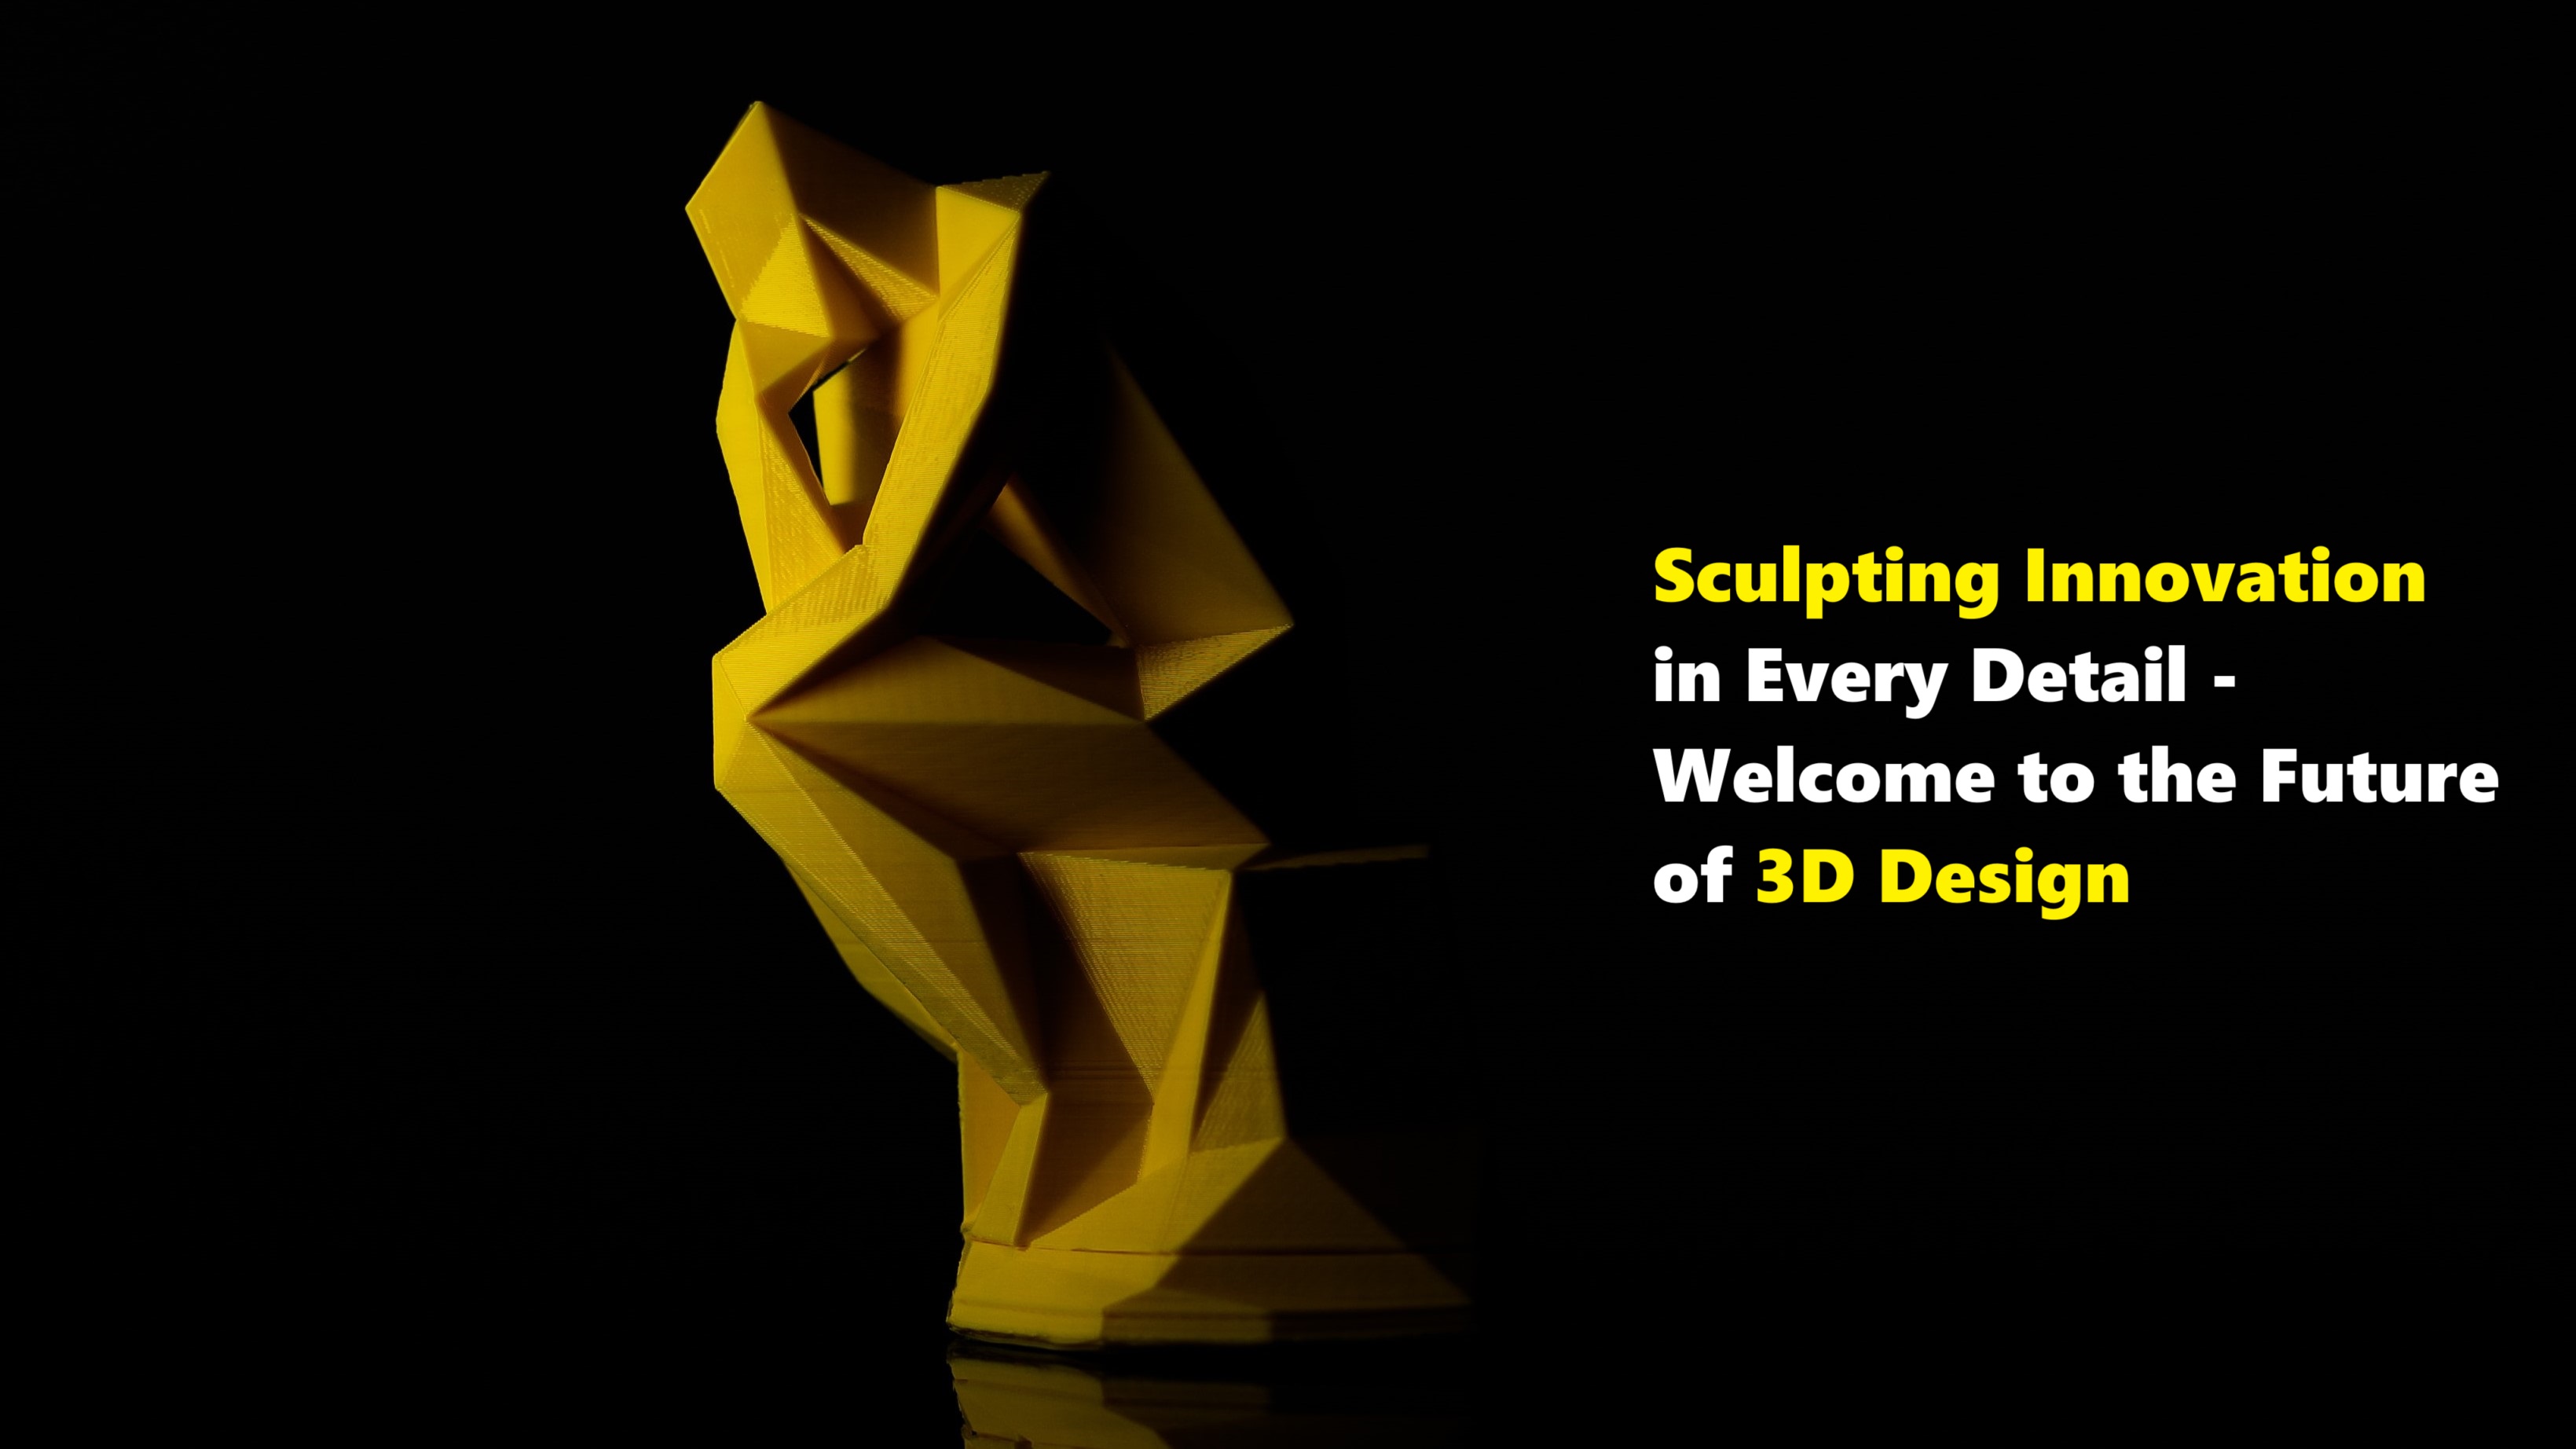 Sculpting Innovation
in Every Detail -
Welcome to the Future
of 3D Design